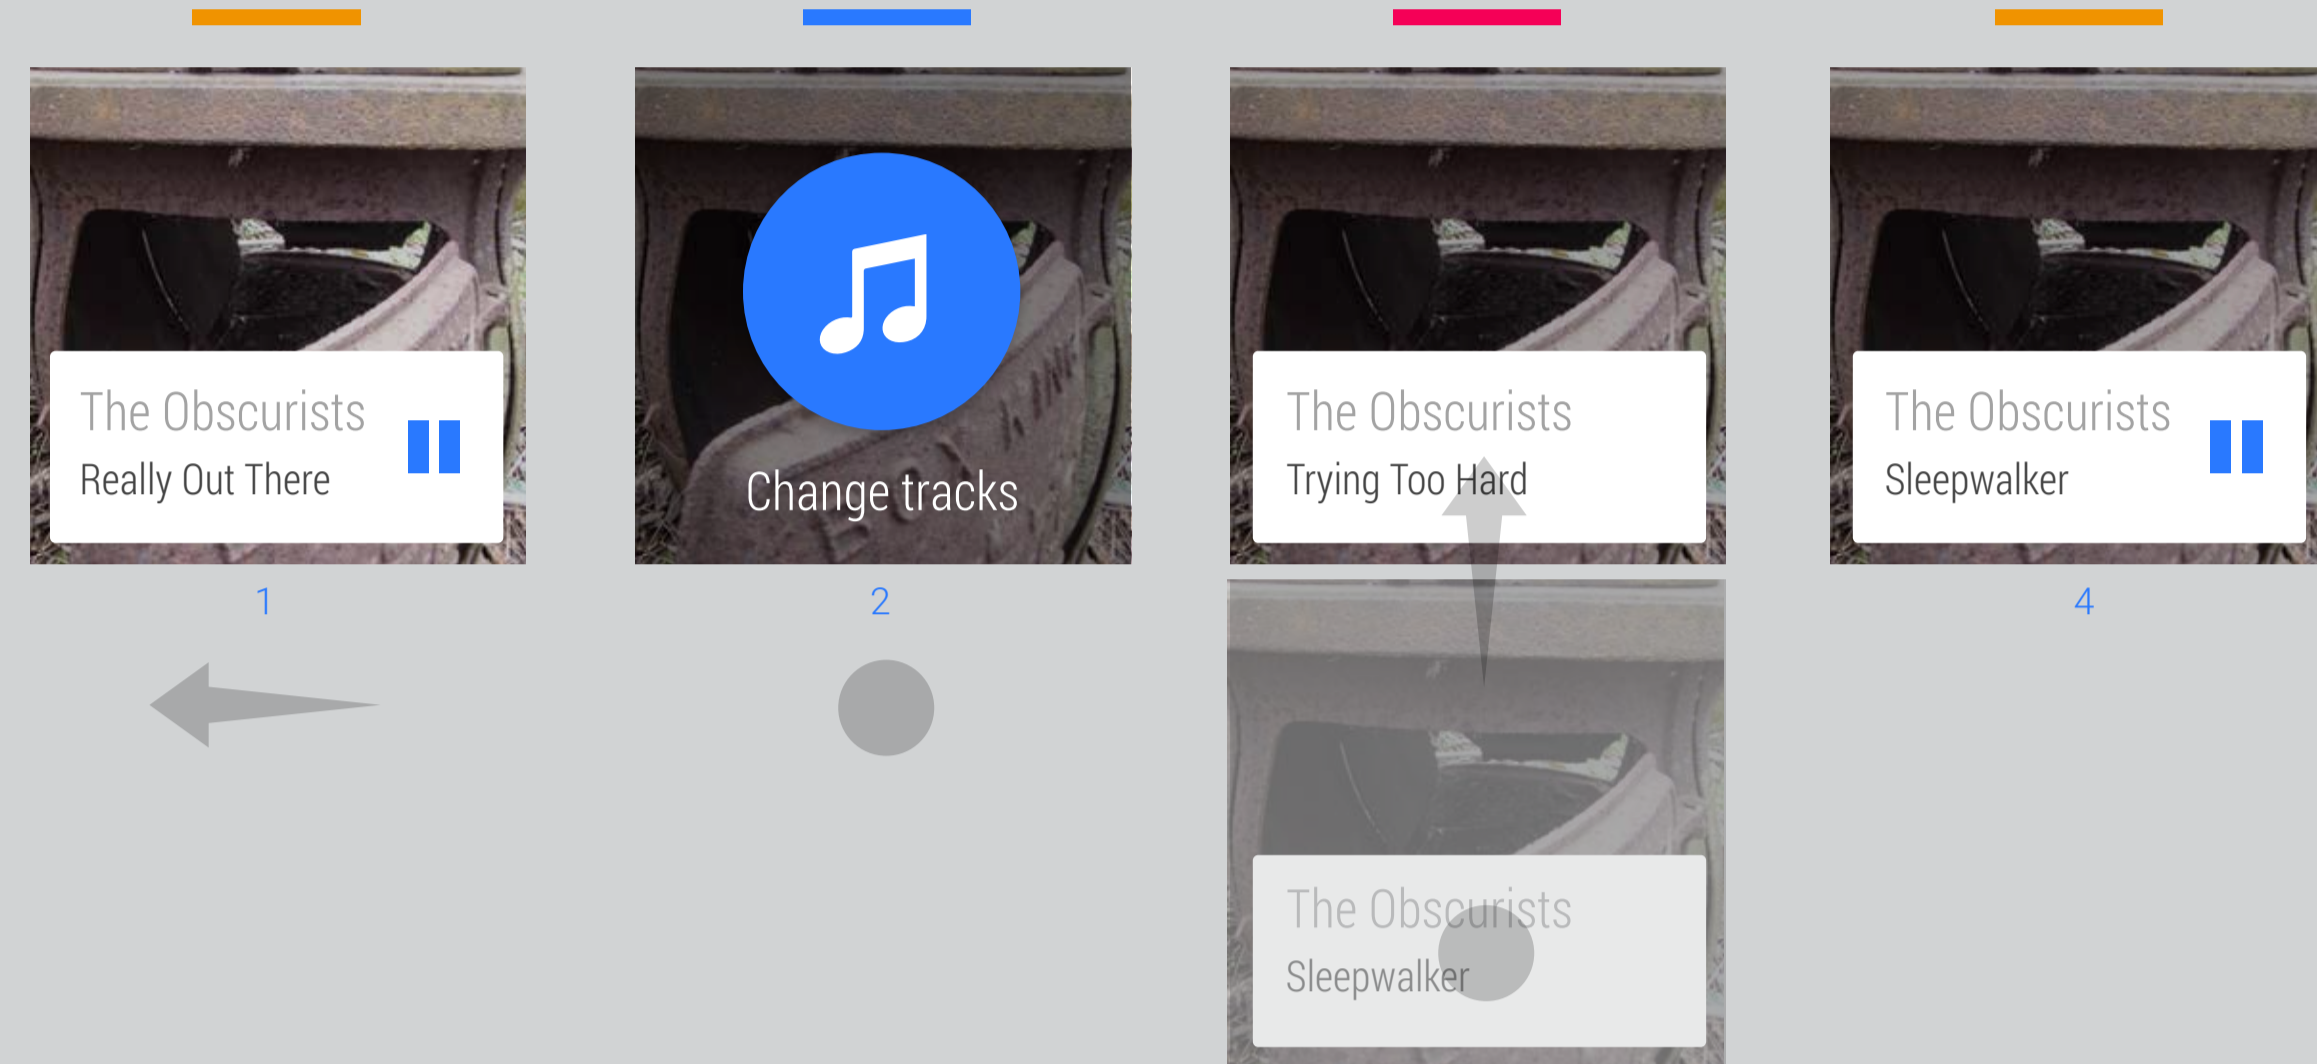 The Obscurists
Really Out There
1
Change tracks
2
The Obscurists
Trying Too Hard
The Obscurists
Sleepwalker
The Obscurists
Sleepwalker
4